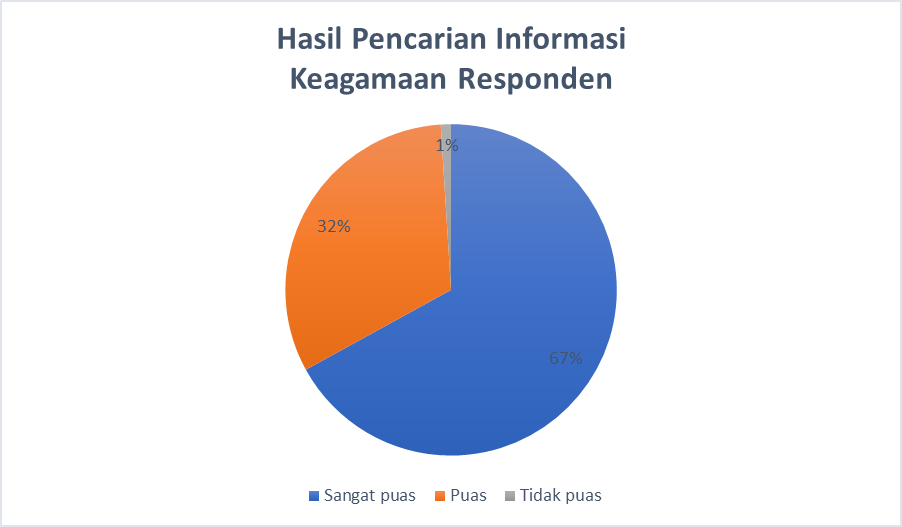 Hasil Pencarian Informasi
Keagamaan Responden
1%
32%
67%
Sangat puas
Puas
Tidak puas